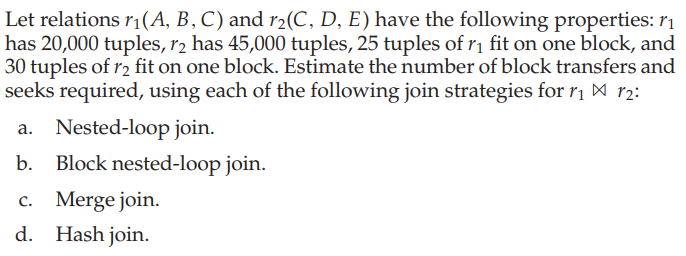 Let relations r₁(A, B, C) and r₂(C, D, E) have the following properties: r₁
has 20,000 tuples, r₂ has 45,000 tuples, 25 tuples of r₁ fit on one block, and
30 tuples of r₂ fit on one block. Estimate the number of block transfers and
seeks required, using each of the following join strategies for r₁ ⋈ r₂:
a. Nested-loop join.
b. Block nested-loop join.
c. Merge join.
d. Hash join.